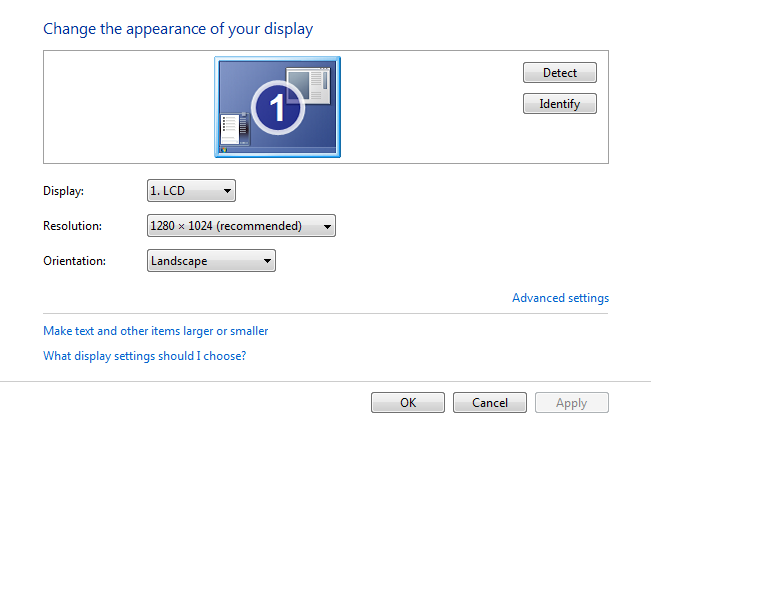 Change the appearance of your display
1
Detect
Identify
Display: 1. LCD
Resolution: 1280 × 1024 (recommended)
Orientation: Landscape
Advanced settings
Make text and other items larger or smaller
What display settings should I choose?
OK Cancel Apply